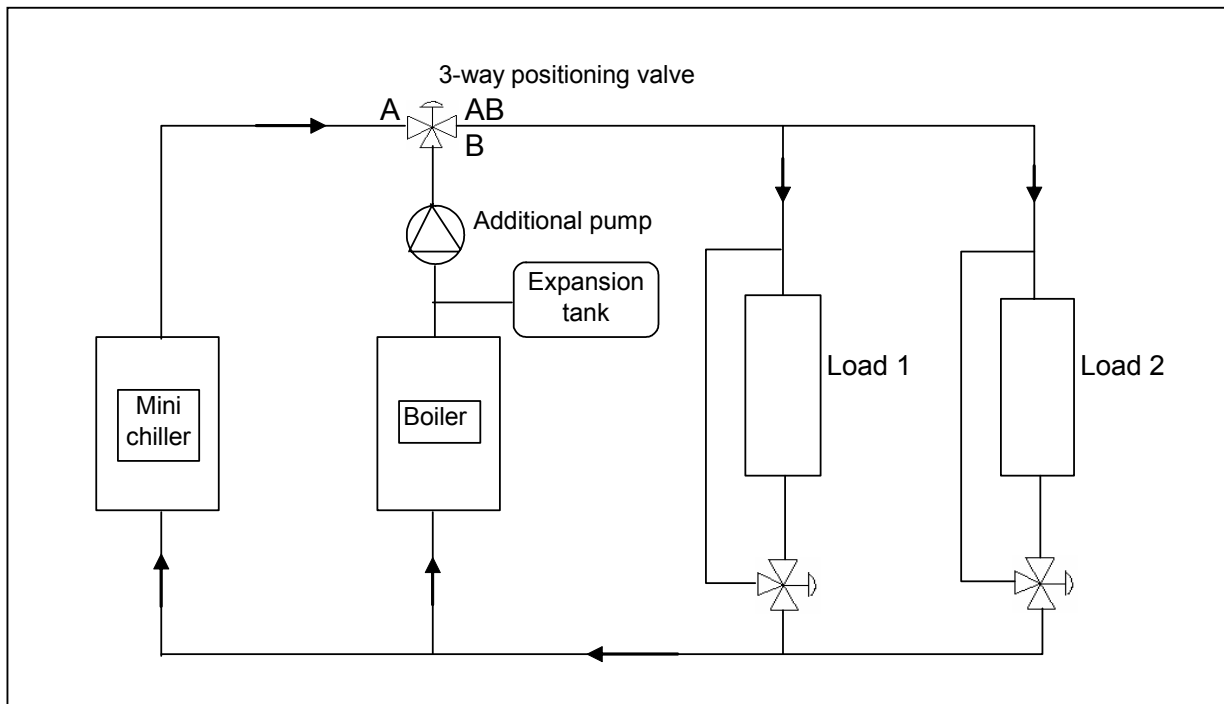 3-way positioning valve
A
AB
B
Additional pump
Expansion
tank
Mini
chiller
Boiler
Load 1
Load 2